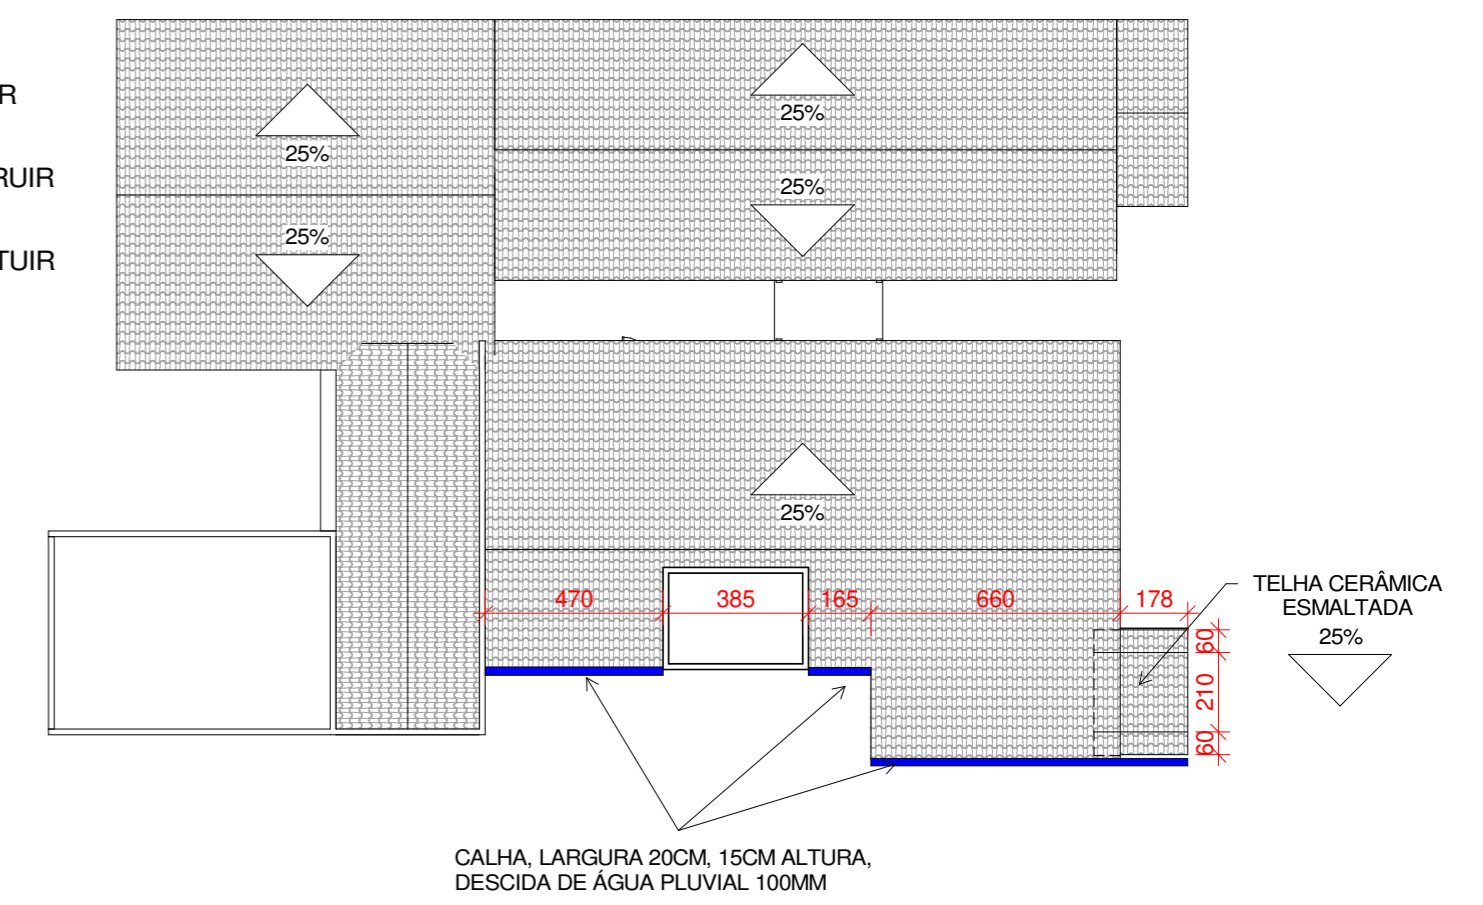 R
RUIR
TUIR
25%
25%
25%
25%
25%
470
385
165
660
178
TELHA CERÂMICA
ESMALTADA
25%
60
210
60
CALHA, LARGURA 20CM, 15CM ALTURA,
DESCIDA DE ÁGUA PLUVIAL 100MM